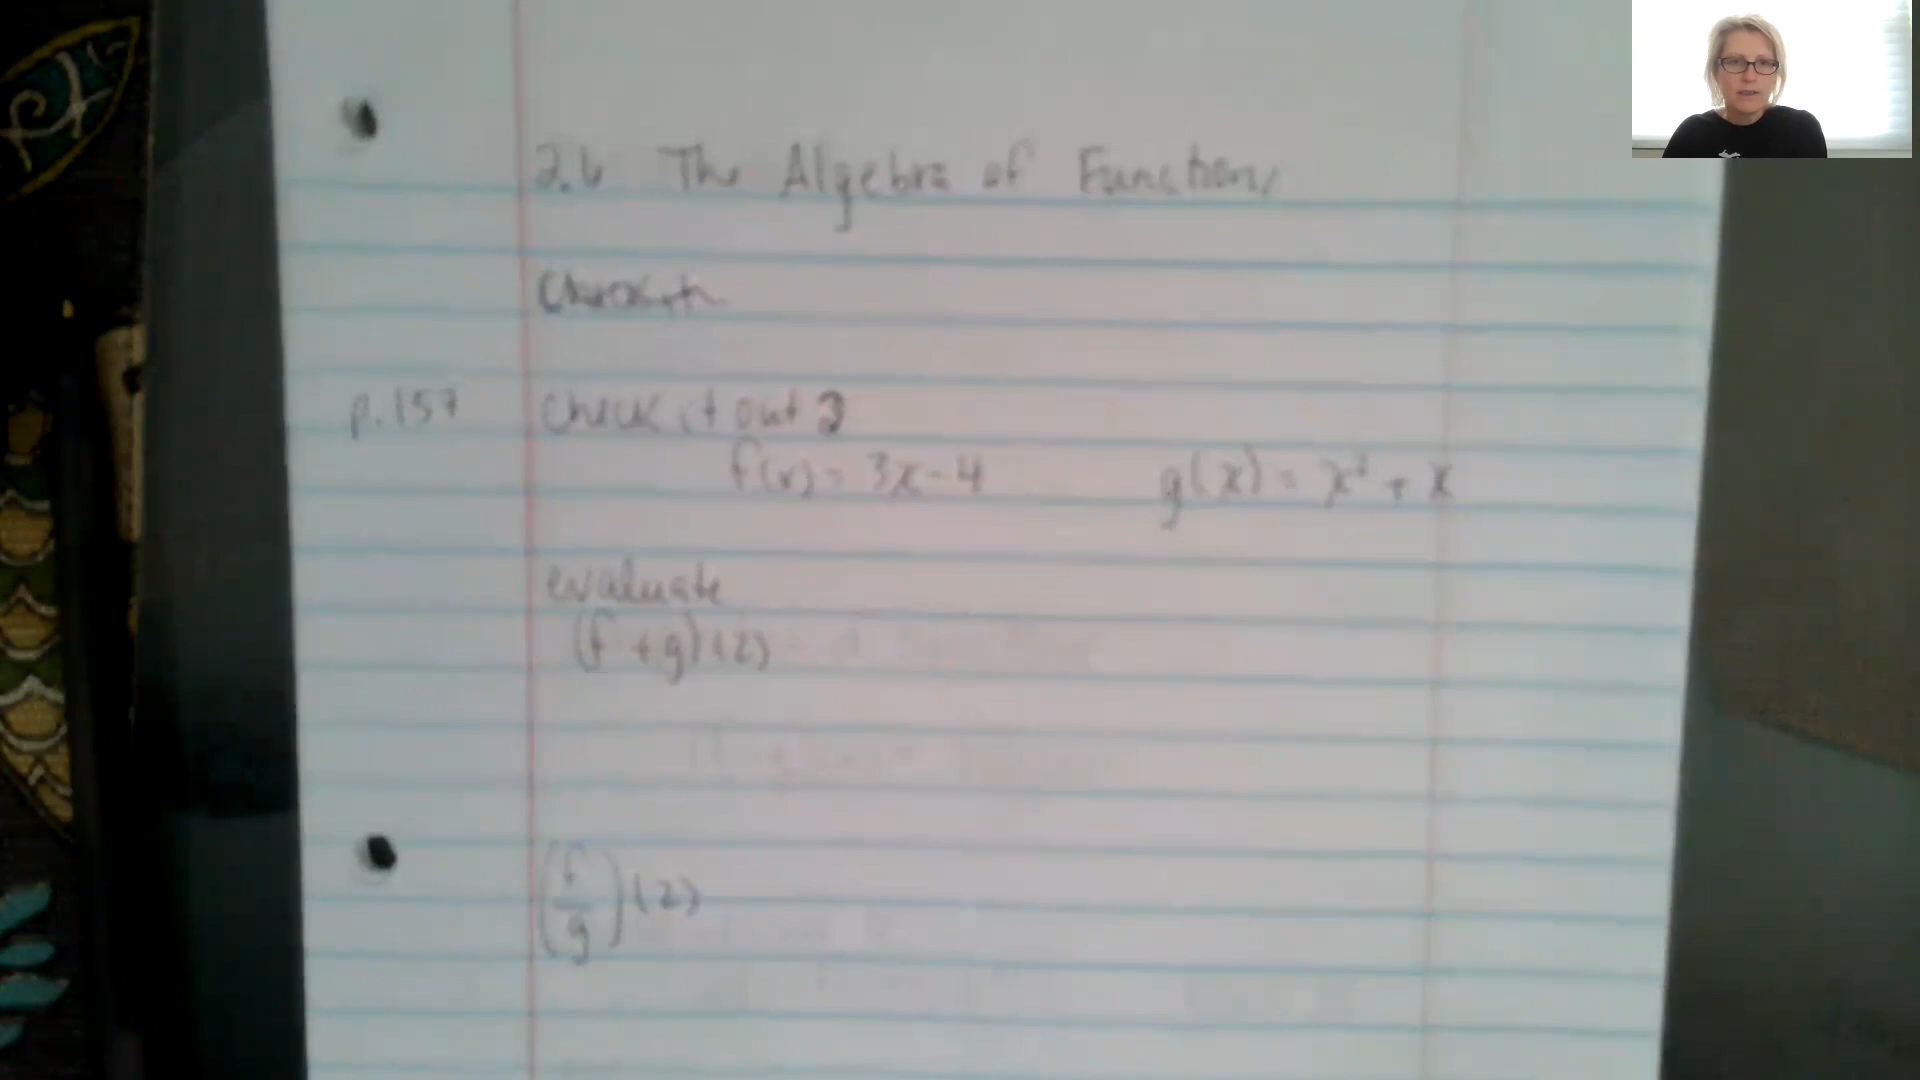 2.6 The Algebra of Functions
p.157 Check it out 2
f(x) = 3x - 4 g(x) = x² + x
evaluate
(f + g)(2)
(f/g)(2)